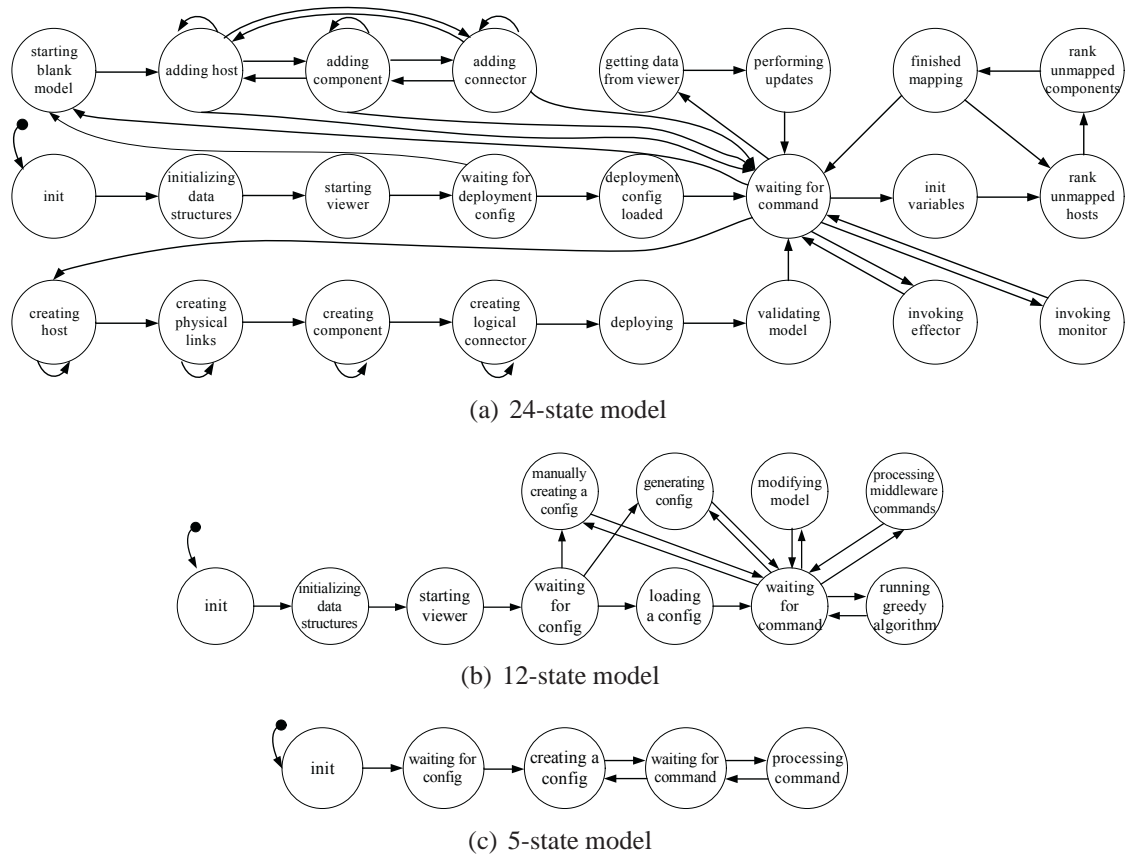 starting
blank
model
adding host
adding
component
adding
connector
getting data
from viewer
performing
updates
finished
mapping
rank
unmapped
components
init
initializing
data
structures
starting
viewer
waiting for
deployment
config
deployment
config
loaded
waiting for
command
init
variables
rank
unmapped
hosts
creating
host
creating
physical
links
creating
component
creating
logical
connector
deploying
validating
model
invoking
effector
invoking
monitor
(a) 24-state model
manually
creating a
config
generating
config
modifying
model
processing
middleware
commands
init
initializing
data
structures
starting
viewer
waiting
for
config
loading
a config
waiting
for
command
running
greedy
algorithm
(b) 12-state model
init
waiting for
config
creating a
config
waiting for
command
processing
command
(c) 5-state model